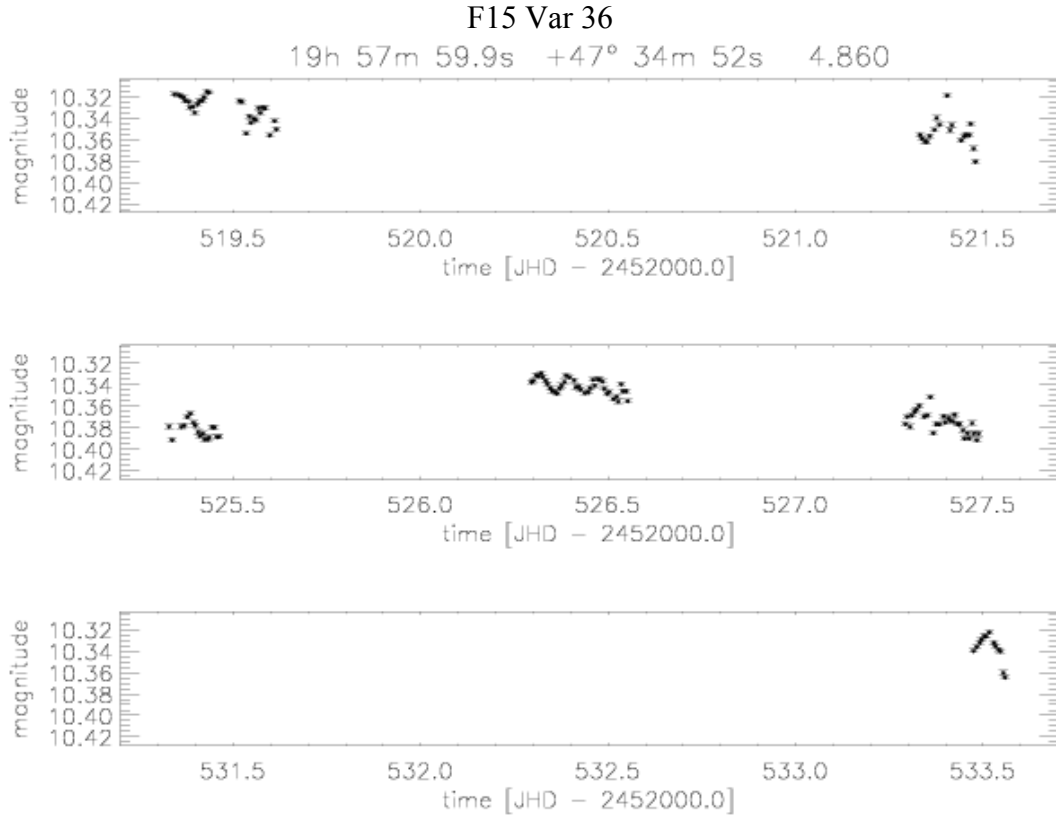 F15 Var 36
19h 57m 59.9s +47° 34m 52s 4.860
magnitude
10.32
10.34
10.36
10.38
10.40
10.42
519.5 520.0 520.5 521.0 521.5
time [JHD − 2452000.0]
magnitude
10.32
10.34
10.36
10.38
10.40
10.42
525.5 526.0 526.5 527.0 527.5
time [JHD − 2452000.0]
magnitude
10.32
10.34
10.36
10.38
10.40
10.42
531.5 532.0 532.5 533.0 533.5
time [JHD − 2452000.0]